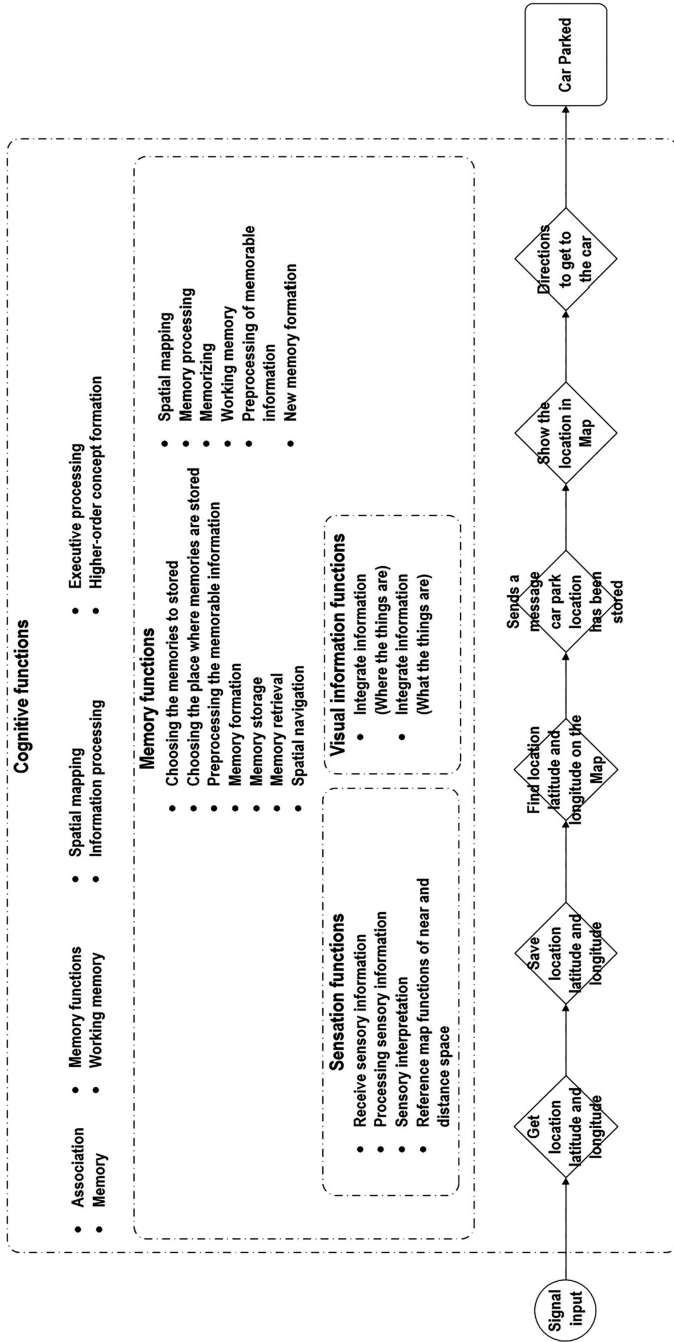 Cognitive functions
• Association
• Memory
• Memory functions
• Working memory
• Spatial mapping
• Information processing
• Executive processing
• Higher-order concept formation
Memory functions
• Choosing the memories to stored
• Choosing the place where memories are stored
• Preprocessing the memorable information
• Memory formation
• Memory storage
• Memory retrieval
• Spatial navigation
• Spatial mapping
• Memory processing
• Memorizing
• Working memory
• Preprocessing of memorable
information
• New memory formation
Sensation functions
• Receive sensory information
• Processing sensory information
• Sensory interpretation
• Reference map functions of near and
distance space
Visual information functions
• Integrate information
(Where the things are)
• Integrate information
(What the things are)
Signal
input
Get
location
latitude and
longitude
Save
location
latitude and
longitude
Find location
latitude and
longitude on the
Map
Sends a
message
car park
location
has been
stored
Show the
location in
Map
Directions
to get to
the car
Car Parked